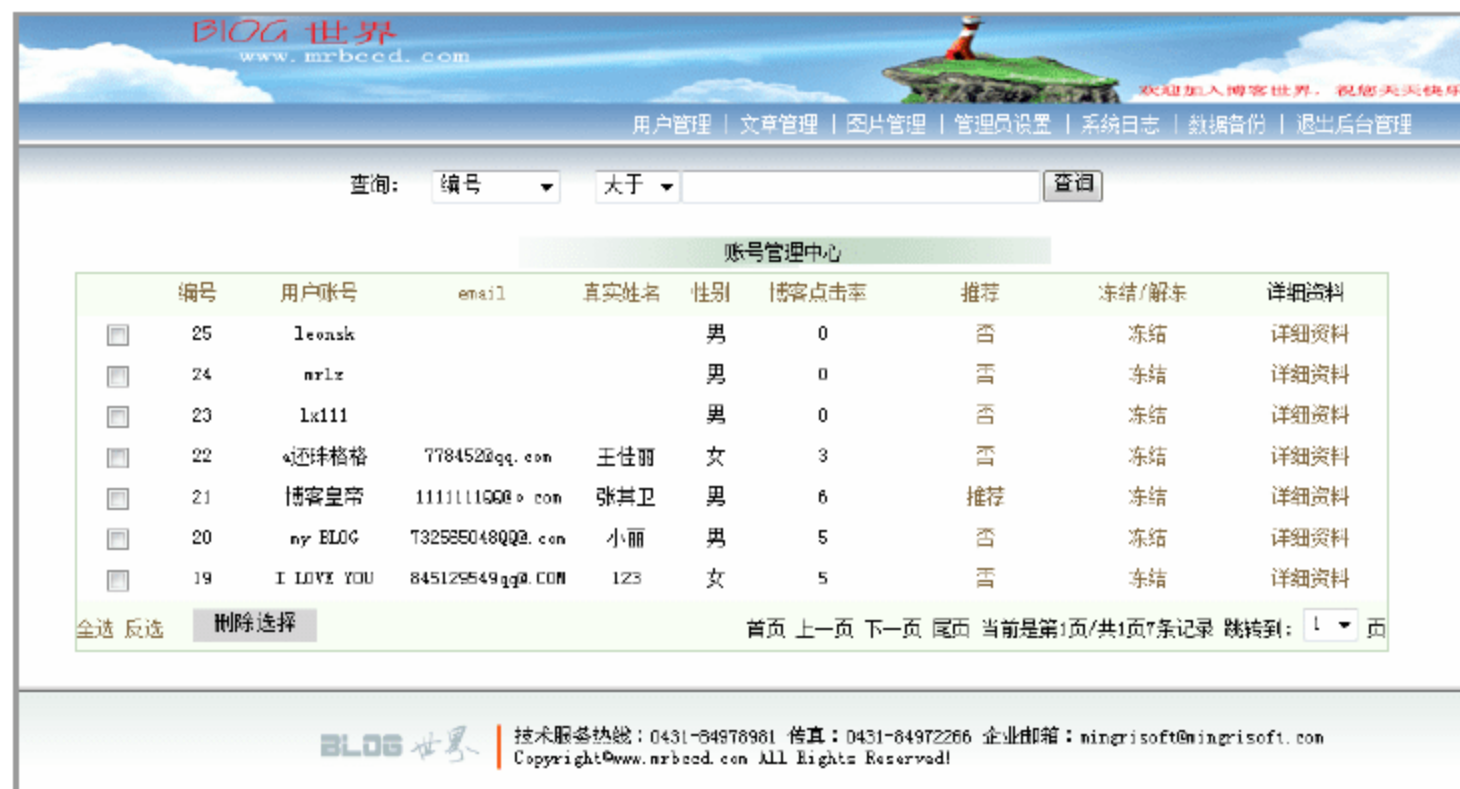 BlOG 世界
www.mrbccd.com
欢迎加入博客世界，祝您天天快乐
用户管理 | 文章管理 | 图片管理 | 管理员设置 | 系统日志 | 数据备份 | 退出后台管理
查询： 编号 大于 查询
账号管理中心
编号 用户账号 email 真实姓名 性别 博客点击率 推荐 冻结/解冻 详细资料
25 leonsk 男 0 否 冻结 详细资料
24 mrlz 男 0 否 冻结 详细资料
23 lx111 男 0 否 冻结 详细资料
22 a还珠格格 778452@qq.com 王佳丽 女 3 否 冻结 详细资料
21 博客皇帝 张其卫 男 6 推荐 冻结 详细资料
20 my BLOG 732585048QQ@.com 小丽 男 5 否 冻结 详细资料
19 I LOVE YOU 845129549qq@.COM 123 女 5 否 冻结 详细资料
全选 反选 删除选择 首页 上一页 下一页 尾页 当前是第1页/共1页7条记录 跳转到： 1 页
BLOG 世界
技术服务热线：0431-84978981 传真：0431-84972266 企业邮箱：mingrisoft@mingrisoft.com
Copyright©www.mrbccd.com All Rights Reserved!